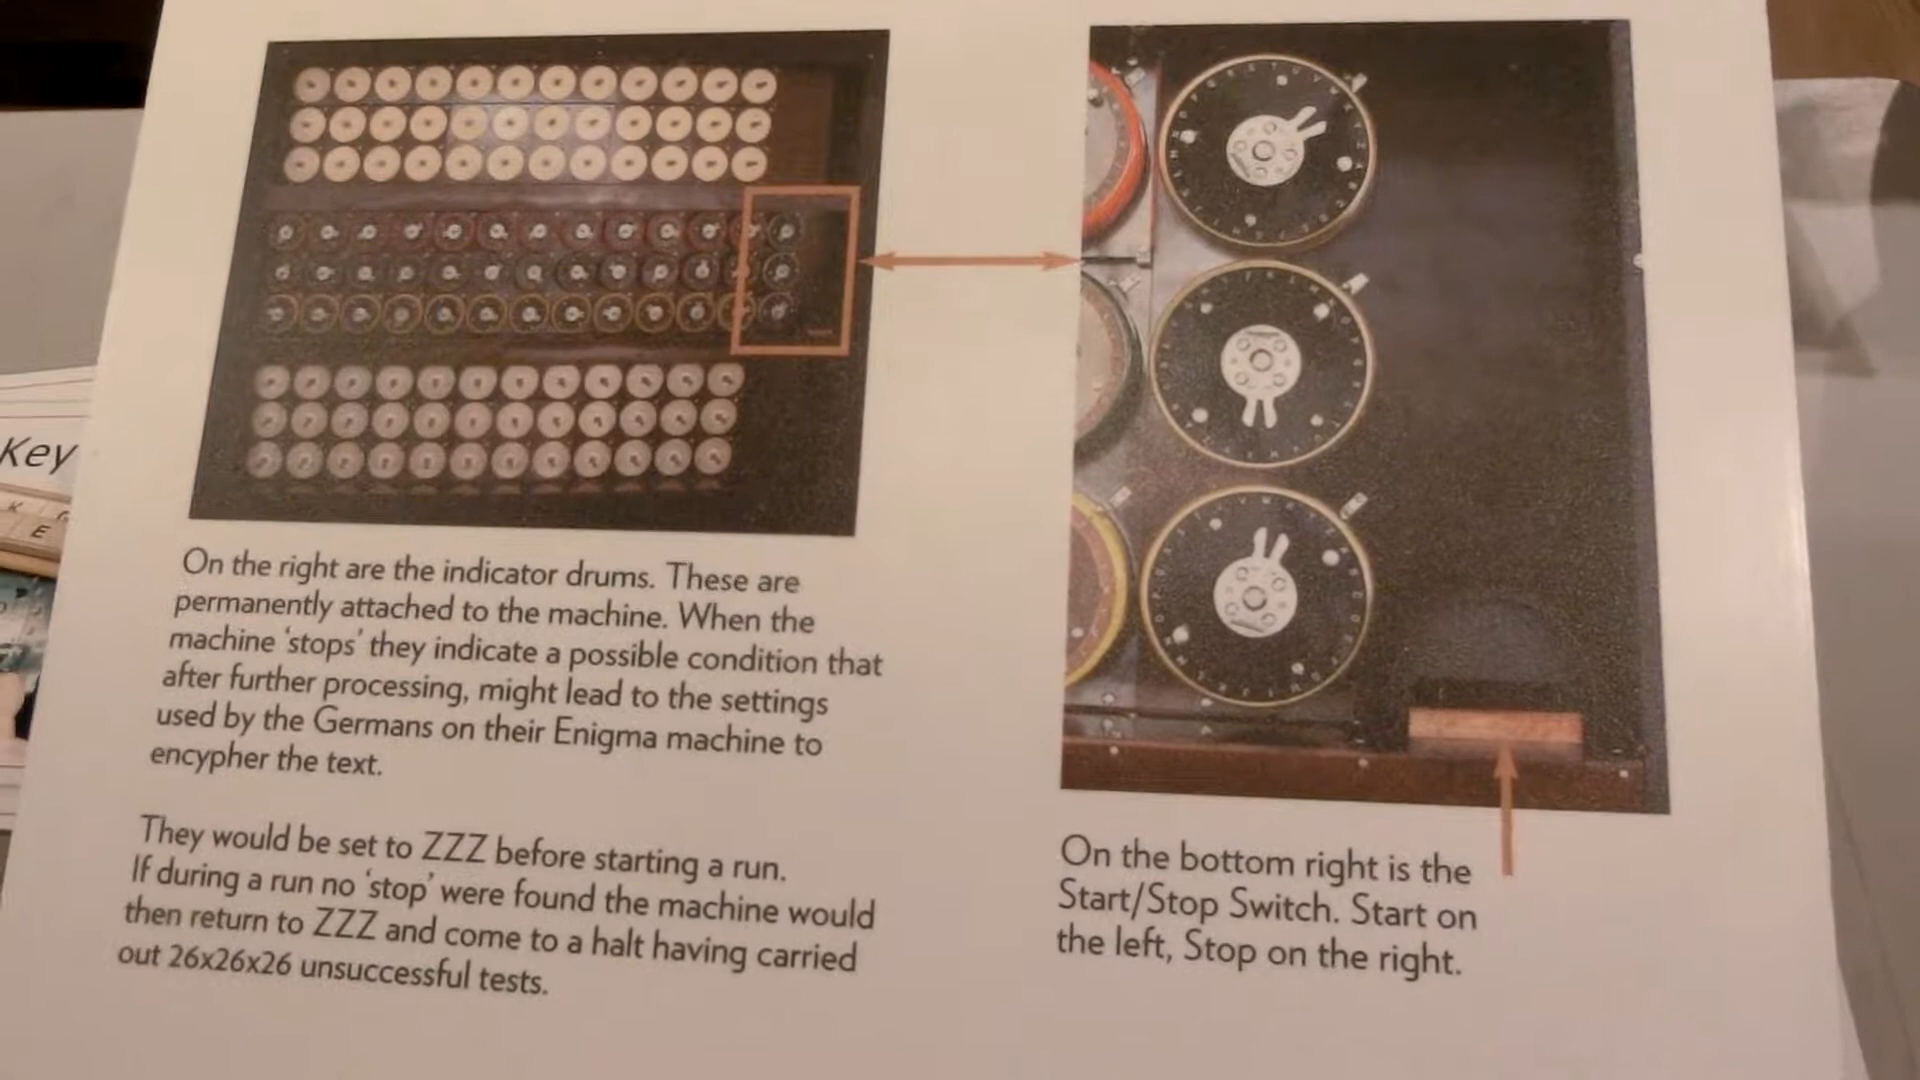 Key
K
E
On the right are the indicator drums. These are
permanently attached to the machine. When the
machine ‘stops’ they indicate a possible condition that
after further processing, might lead to the settings
used by the Germans on their Enigma machine to
encypher the text.
They would be set to ZZZ before starting a run.
If during a run no ‘stop’ were found the machine would
then return to ZZZ and come to a halt having carried
out 26x26x26 unsuccessful tests.
On the bottom right is the
Start/Stop Switch. Start on
the left, Stop on the right.